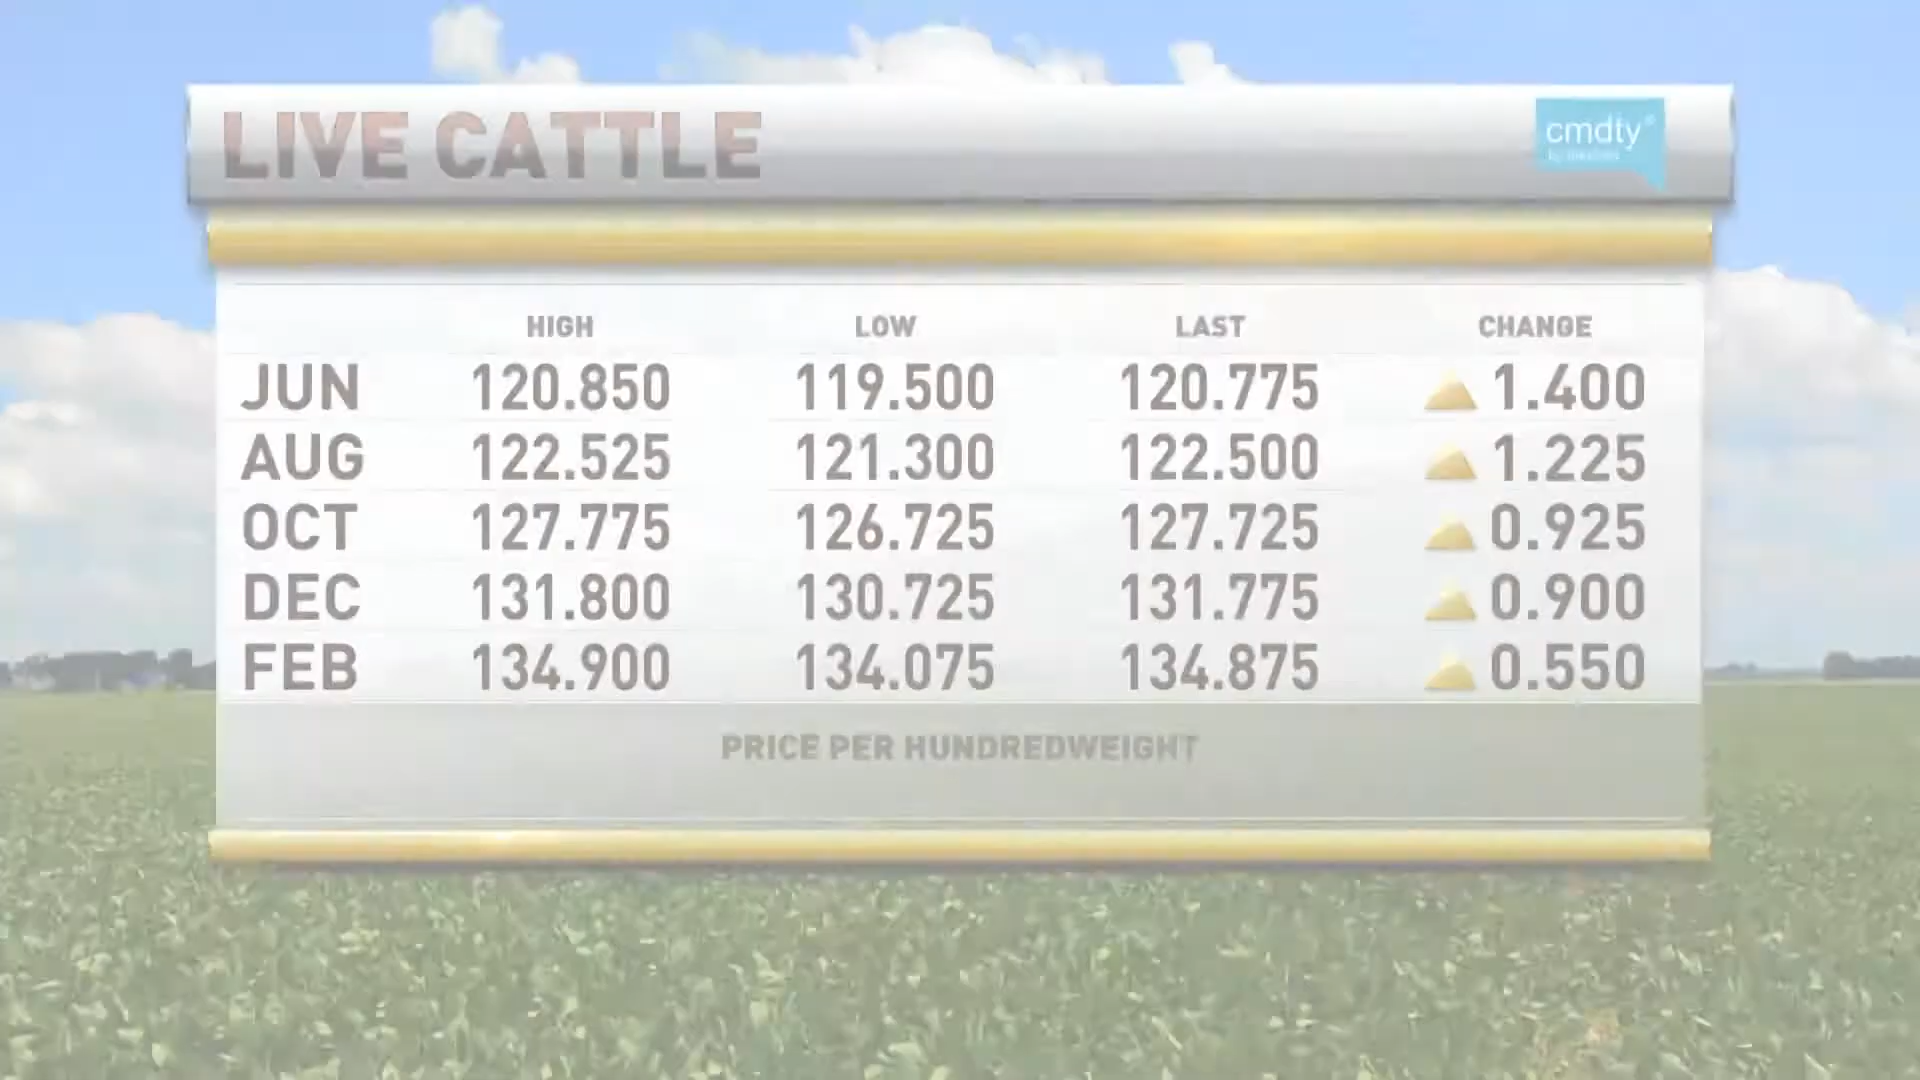 LIVE CATTLE
cmdty
HIGH LOW LAST CHANGE
JUN 120.850 119.500 120.775 1.400
AUG 122.525 121.300 122.500 1.225
OCT 127.775 126.725 127.725 0.925
DEC 131.800 130.725 131.775 0.900
FEB 134.900 134.075 134.875 0.550
PRICE PER HUNDREDWEIGHT